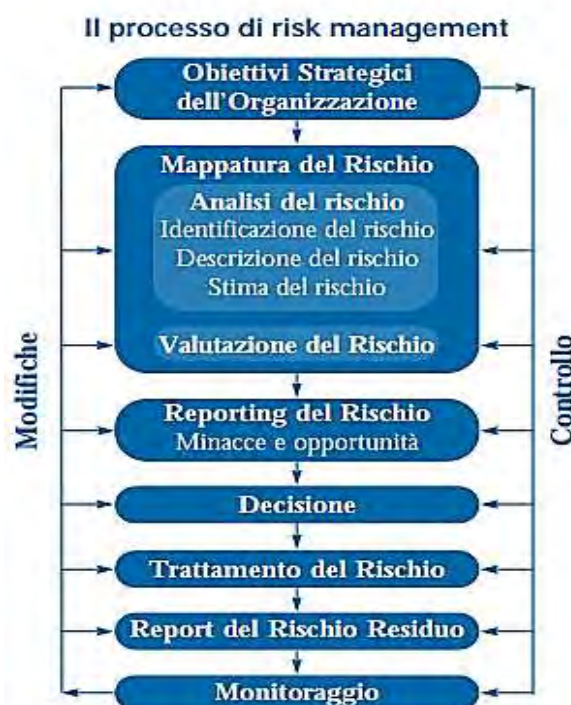 Il processo di risk management
Obiettivi Strategici
dell'Organizzazione
Mappatura del Rischio
Analisi del rischio
Identificazione del rischio
Descrizione del rischio
Stima del rischio
Valutazione del Rischio
Reporting del Rischio
Minacce e opportunità
Decisione
Trattamento del Rischio
Report del Rischio Residuo
Monitoraggio
Modifiche
Controllo